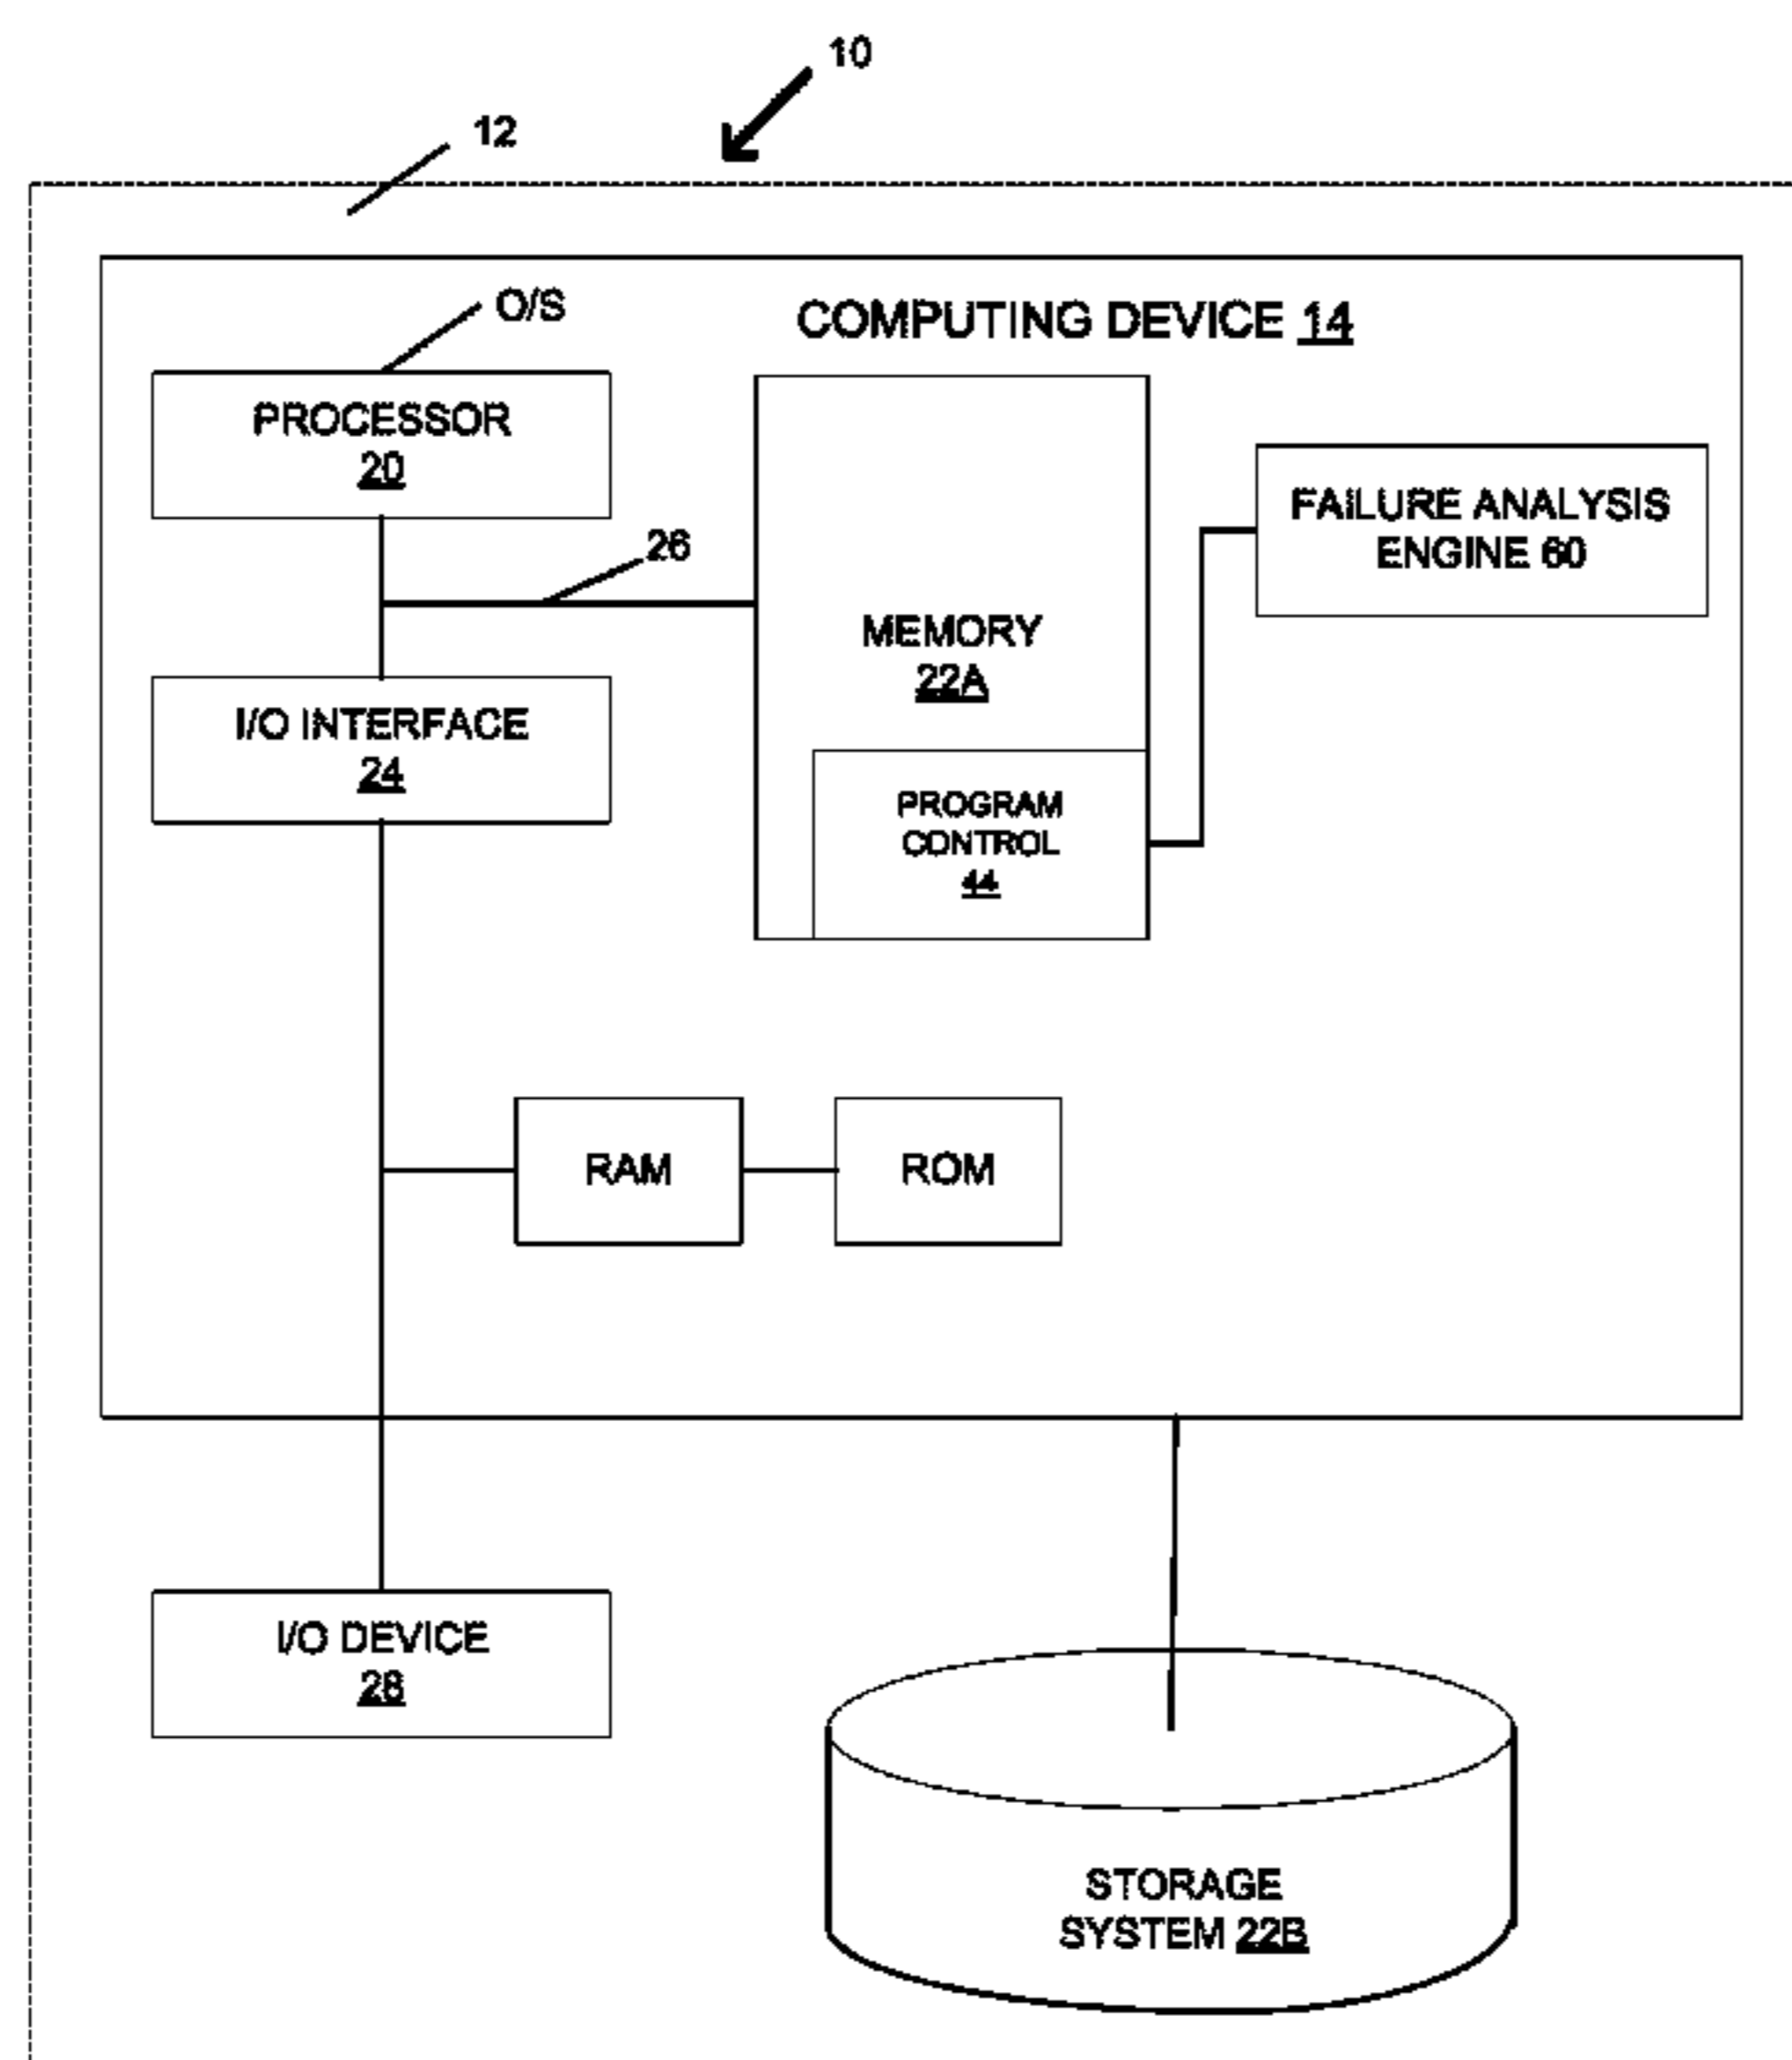 10
12
O/S
COMPUTING DEVICE 14
PROCESSOR
20
FAILURE ANALYSIS
ENGINE 60
26
MEMORY
22A
I/O INTERFACE
24
PROGRAM
CONTROL
44
RAM
ROM
I/O DEVICE
28
STORAGE
SYSTEM 22B